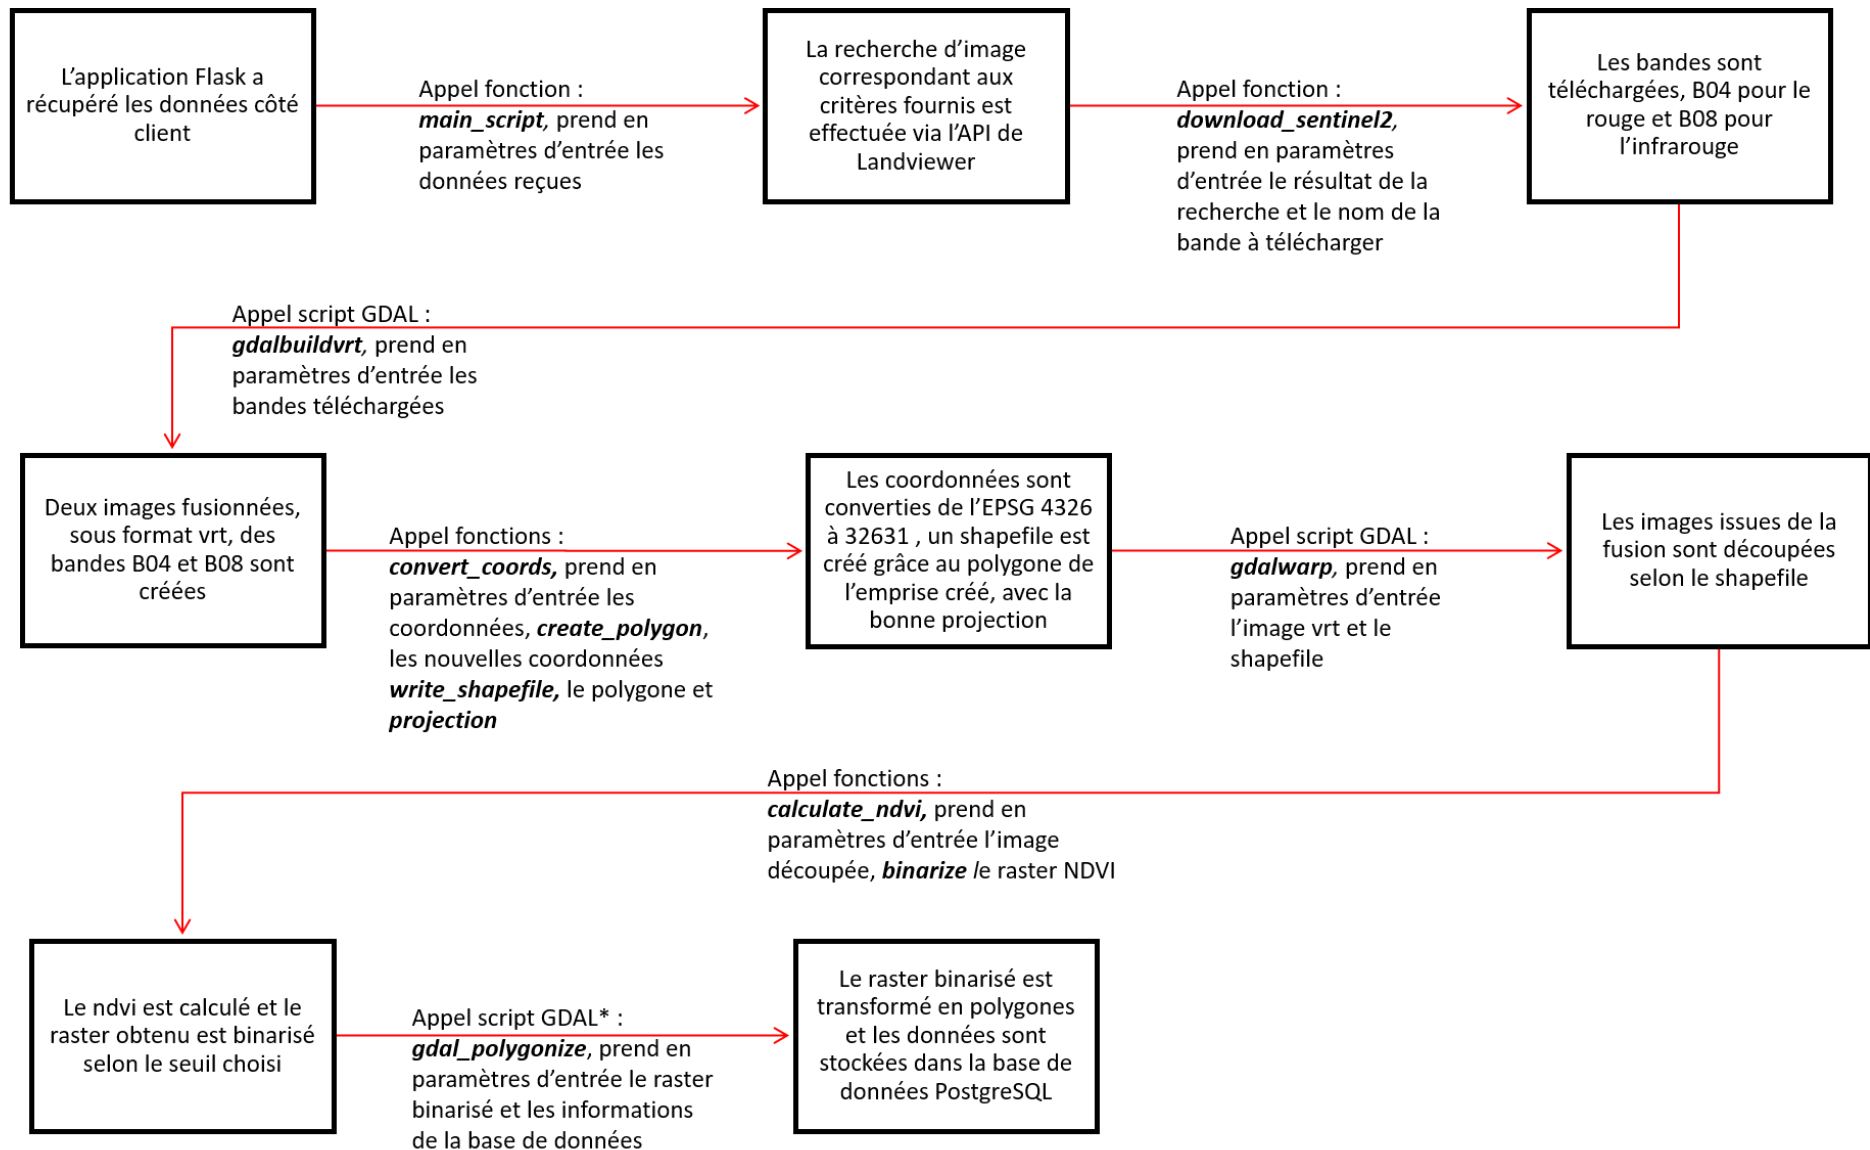 L’application Flask a
récupéré les données côté
client
Appel fonction :
main_script, prend en
paramètres d’entrée les
données reçues
La recherche d’image
correspondant aux
critères fournis est
effectuée via l’API de
Landviewer
Appel fonction :
download_sentinel2,
prend en paramètres
d’entrée le résultat de la
recherche et le nom de la
bande à télécharger
Les bandes sont
téléchargées, B04 pour le
rouge et B08 pour
l’infrarouge
Appel script GDAL :
gdalbuildvrt, prend en
paramètres d’entrée les
bandes téléchargées
Deux images fusionnées,
sous format vrt, des
bandes B04 et B08 sont
créées
Appel fonctions :
convert_coords, prend en
paramètres d’entrée les
coordonnées, create_polygon,
les nouvelles coordonnées
write_shapefile, le polygone et
projection
Les coordonnées sont
converties de l’EPSG 4326
à 32631 , un shapefile est
créé grâce au polygone de
l’emprise créé, avec la
bonne projection
Appel script GDAL :
gdalwarp, prend en
paramètres d’entrée
l’image vrt et le
shapefile
Les images issues de la
fusion sont découpées
selon le shapefile
Appel fonctions :
calculate_ndvi, prend en
paramètres d’entrée l’image
découpée, binarize le raster NDVI
Le ndvi est calculé et le
raster obtenu est binarisé
selon le seuil choisi
Appel script GDAL* :
gdal_polygonize, prend en
paramètres d’entrée le raster
binarisé et les informations
de la base de données
Le raster binarisé est
transformé en polygones
et les données sont
stockées dans la base de
données PostgreSQL